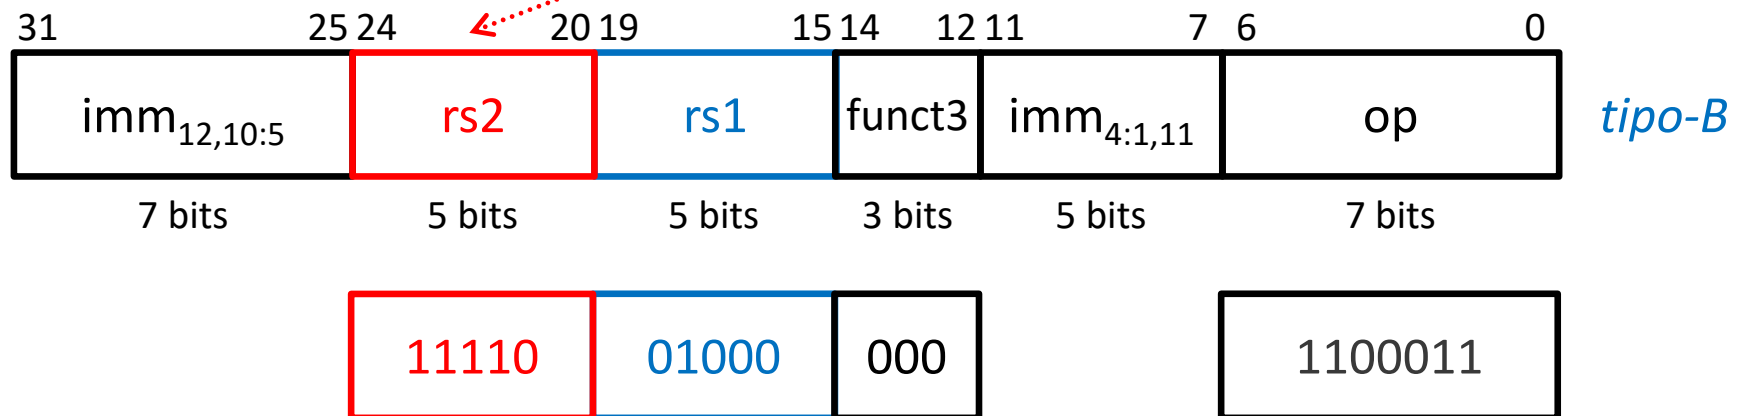 31 25 24 20 19 15 14 12 11 7 6 0
imm12,10:5 rs2 rs1 funct3 imm4:1,11 op tipo-B
7 bits 5 bits 5 bits 3 bits 5 bits 7 bits
11110 01000 000 1100011